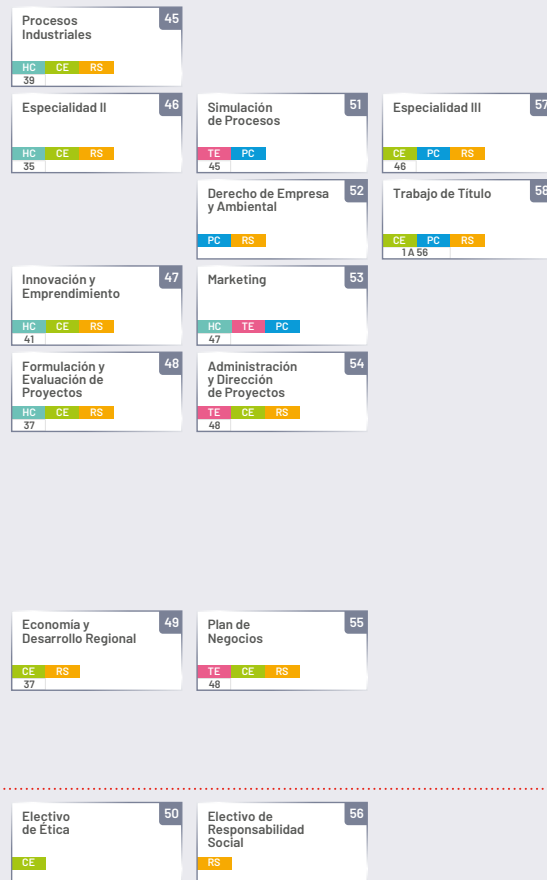 Procesos
Industriales
45
HC CE RS
39
Especialidad II
46
HC CE RS
35
Simulación
de Procesos
51
TE PC
45
Especialidad III
57
CE PC RS
46
Derecho de Empresa
y Ambiental
52
PC RS
Trabajo de Título
58
CE PC RS
1 A 56
Innovación y
Emprendimiento
47
HC CE RS
41
Marketing
53
HC TE PC
47
Formulación y
Evaluación de
Proyectos
48
HC CE RS
37
Administración
y Dirección
de Proyectos
54
TE CE RS
48
Economía y
Desarrollo Regional
49
CE RS
37
Plan de
Negocios
55
TE CE RS
48
Electivo
de Ética
50
CE
Electivo de
Responsabilidad
Social
56
RS